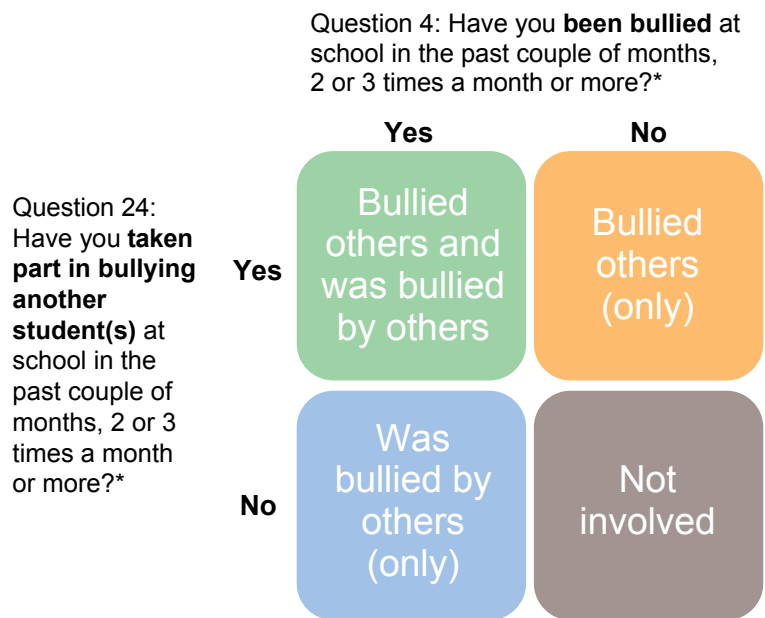 Question 4: Have you been bullied at
school in the past couple of months,
2 or 3 times a month or more?*
Yes
No
Question 24:
Have you taken
part in bullying
another
student(s) at
school in the
past couple of
months, 2 or 3
times a month
or more?*
Yes
Bullied
others and
was bullied
by others
Bullied
others
(only)
No
Was
bullied by
others
(only)
Not
involved